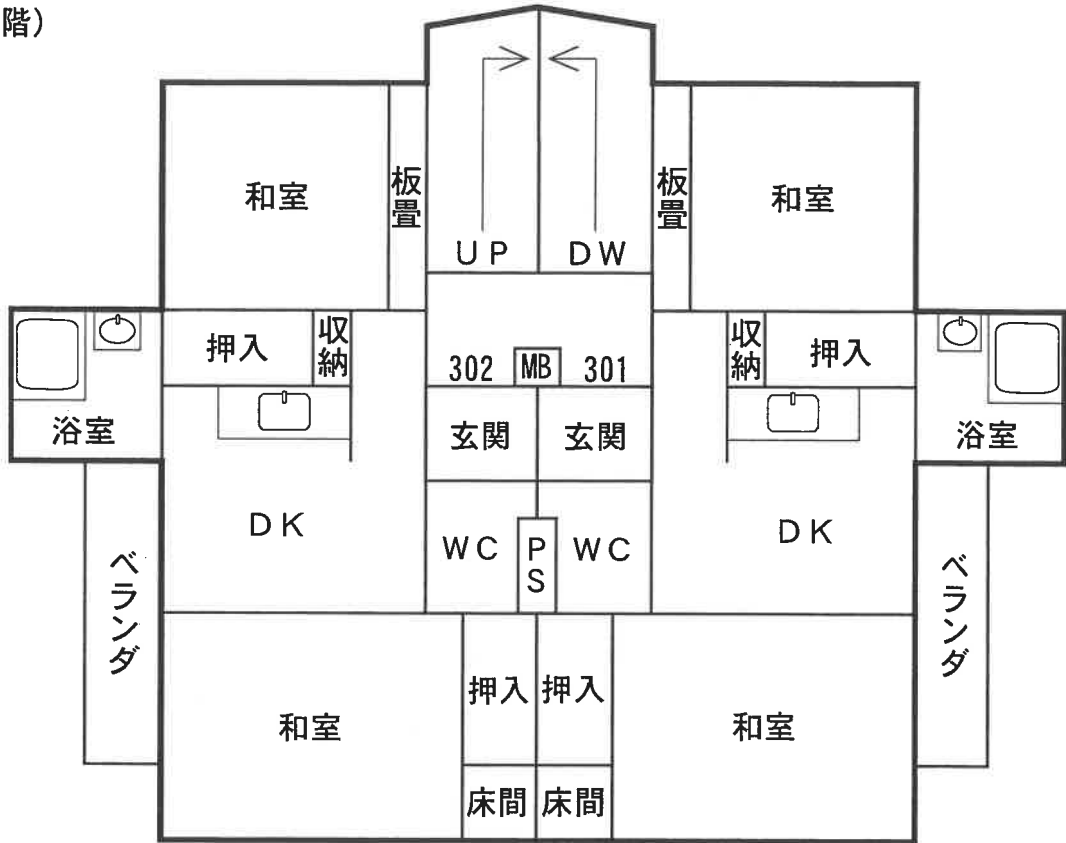 階)
和室
板畳
板畳
和室
UP
DW
押入
収納
収納
押入
302
MB
301
浴室
玄関
玄関
浴室
DK
WC
PS
WC
DK
ベランダ
ベランダ
押入
押入
和室
和室
床間
床間